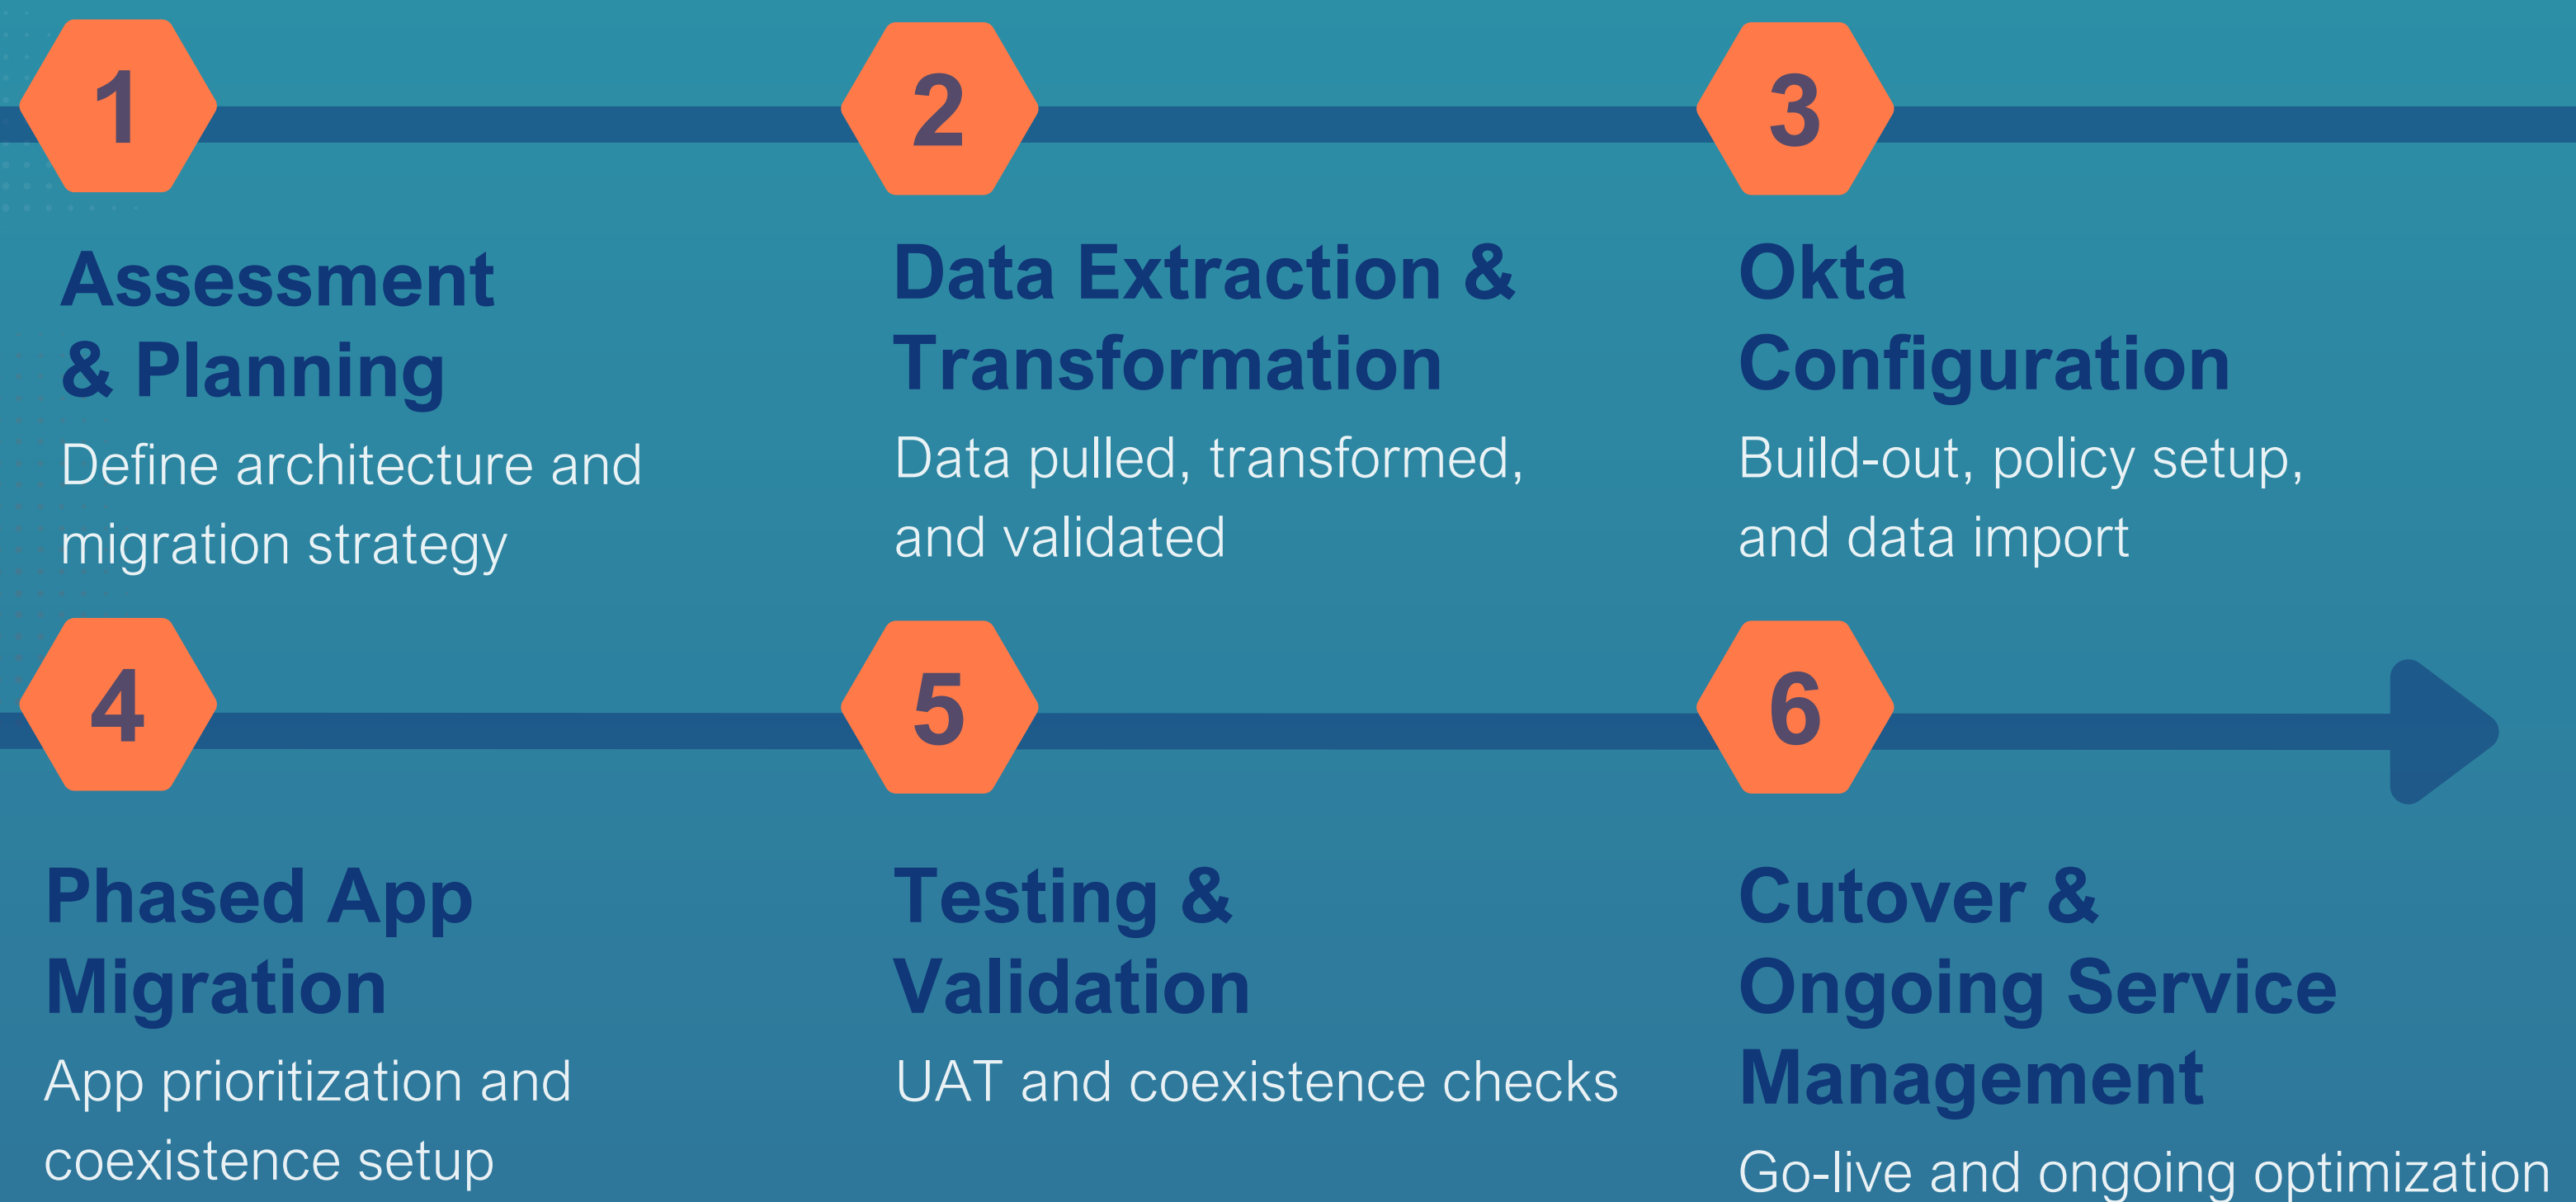 1
Assessment
& Planning
Define architecture and
migration strategy
2
Data Extraction &
Transformation
Data pulled, transformed,
and validated
3
Okta
Configuration
Build-out, policy setup,
and data import
4
Phased App
Migration
App prioritization and
coexistence setup
5
Testing &
Validation
UAT and coexistence checks
6
Cutover &
Ongoing Service
Management
Go-live and ongoing optimization